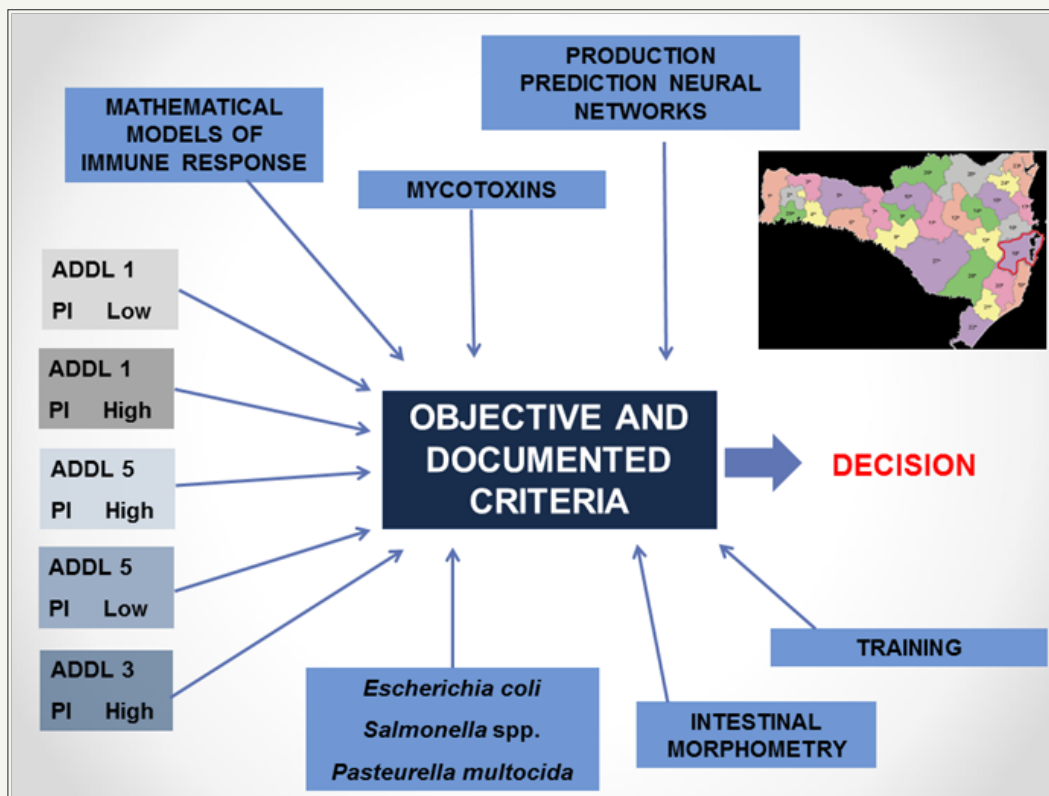 PRODUCTION
PREDICTION NEURAL
NETWORKS
MATHEMATICAL
MODELS OF
IMMUNE RESPONSE
MYCOTOXINS
ADDL 1
PI Low
ADDL 1
PI High
ADDL 5
PI High
ADDL 5
PI Low
ADDL 3
PI High
OBJECTIVE AND
DOCUMENTED
CRITERIA
DECISION
TRAINING
Escherichia coli
Salmonella spp.
Pasteurella multocida
INTESTINAL
MORPHOMETRY